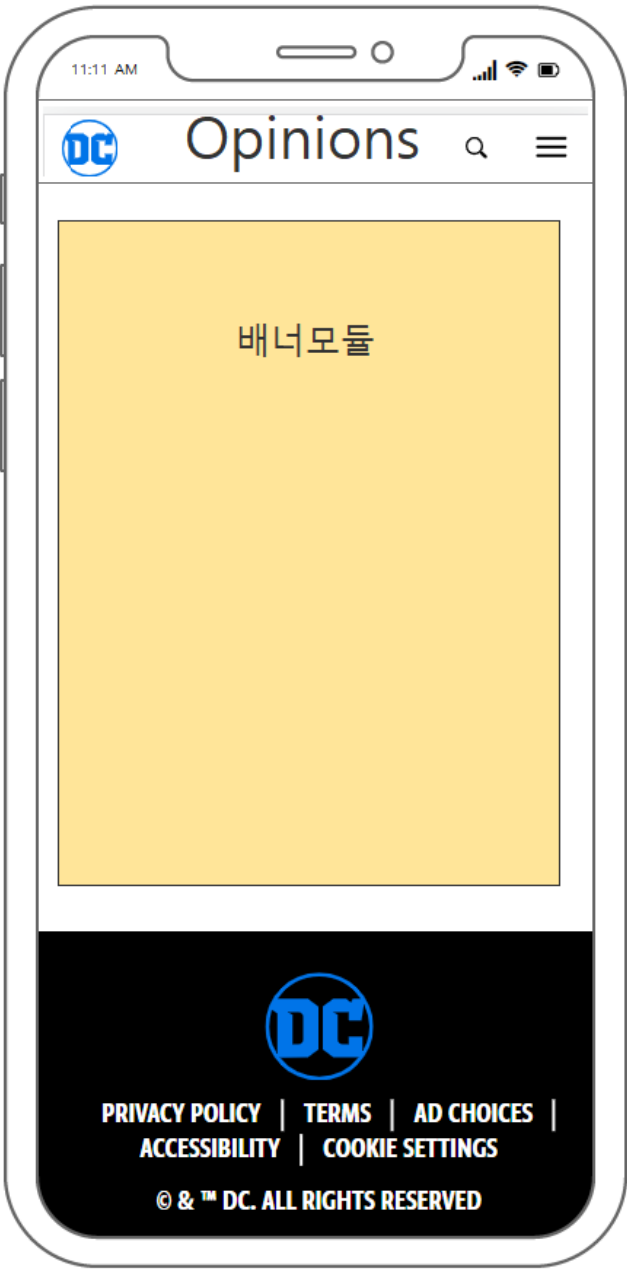 11:11 AM
DC Opinions
배너모듈
DC
PRIVACY POLICY | TERMS | AD CHOICES |
ACCESSIBILITY | COOKIE SETTINGS
© & ™ DC. ALL RIGHTS RESERVED